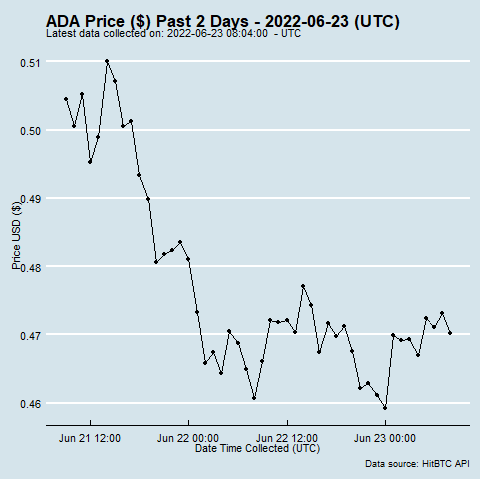 ADA Price ($) Past 2 Days - 2022-06-23 (UTC)
Latest data collected on: 2022-06-23 08:04:00 - UTC
0.51
0.50
0.49
0.48
0.47
0.46
Price USD ($)
Jun 21 12:00
Jun 22 00:00
Jun 22 12:00
Jun 23 00:00
Date Time Collected (UTC)
Data source: HitBTC API